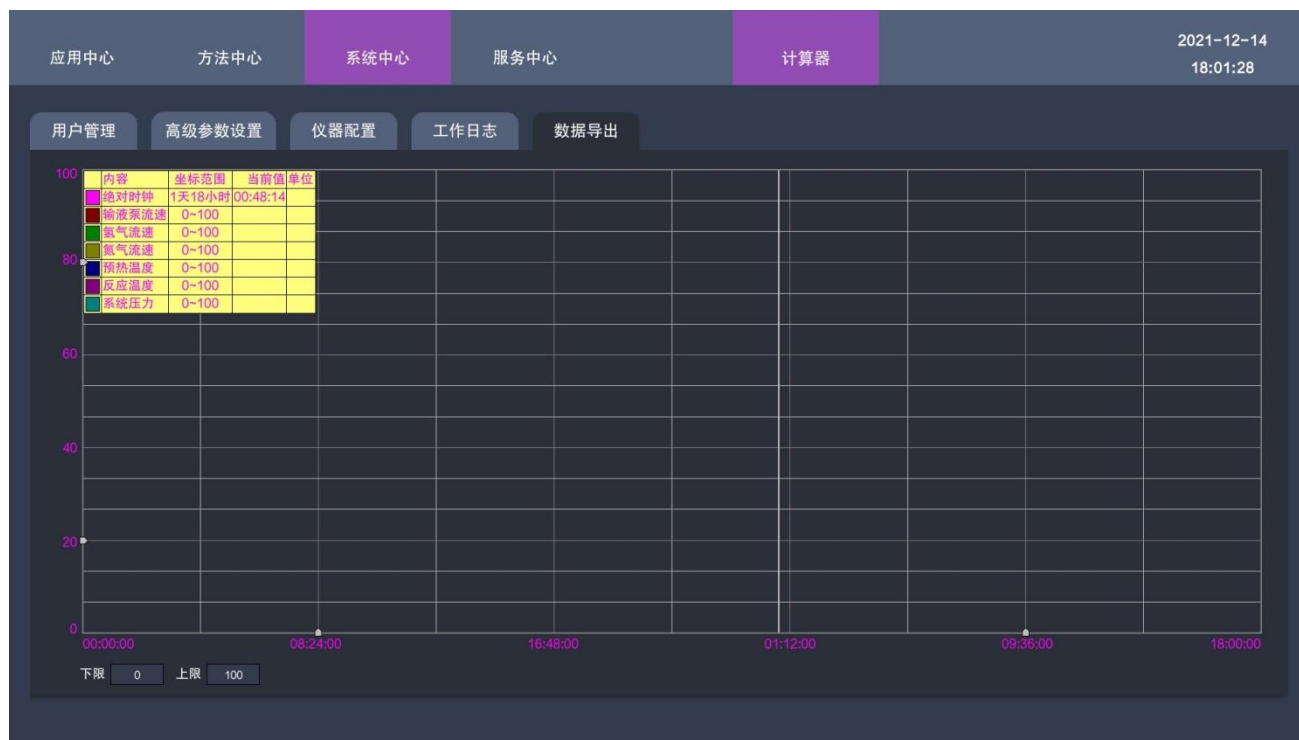 应用中心 方法中心 系统中心 服务中心 计算器 2021-12-14
18:01:28
用户管理 高级参数设置 仪器配置 工作日志 数据导出
100
内容 坐标范围 当前值 单位
绝对时钟 1天18小时 00:48:14
输液泵流速 0~100
氢气流速 0~100
氮气流速 0~100
80
预热温度 0~100
反应温度 0~100
系统压力 0~100
60
40
20
0
00:00:00 08:24:00 16:48:00 01:12:00 09:36:00 18:00:00
下限 0 上限 100